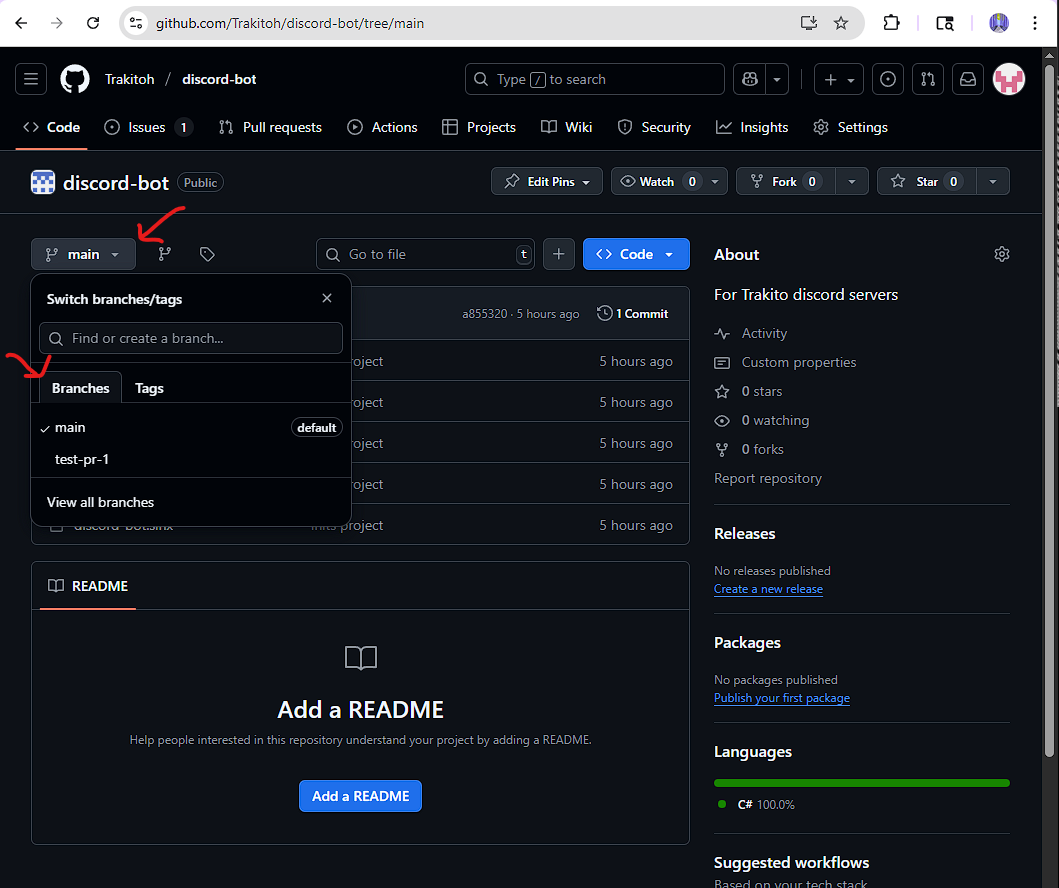 github.com/Trakitoh/discord-bot/tree/main
Trakitoh / discord-bot
Type / to search
Code
Issues 1
Pull requests
Actions
Projects
Wiki
Security
Insights
Settings
discord-bot Public
Edit Pins
Watch 0
Fork 0
Star 0
main
Go to file t
Code
Switch branches/tags
Find or create a branch...
Branches
Tags
main default
test-pr-1
View all branches
a855320 · 5 hours ago
1 Commit
oject 5 hours ago
oject 5 hours ago
oject 5 hours ago
oject 5 hours ago
discord-bot.slnx project 5 hours ago
README
Add a README
Help people interested in this repository understand your project by adding a README.
Add a README
About
For Trakito discord servers
Activity
Custom properties
0 stars
0 watching
0 forks
Report repository
Releases
No releases published
Create a new release
Packages
No packages published
Publish your first package
Languages
C# 100.0%
Suggested workflows
Based on your tech stack